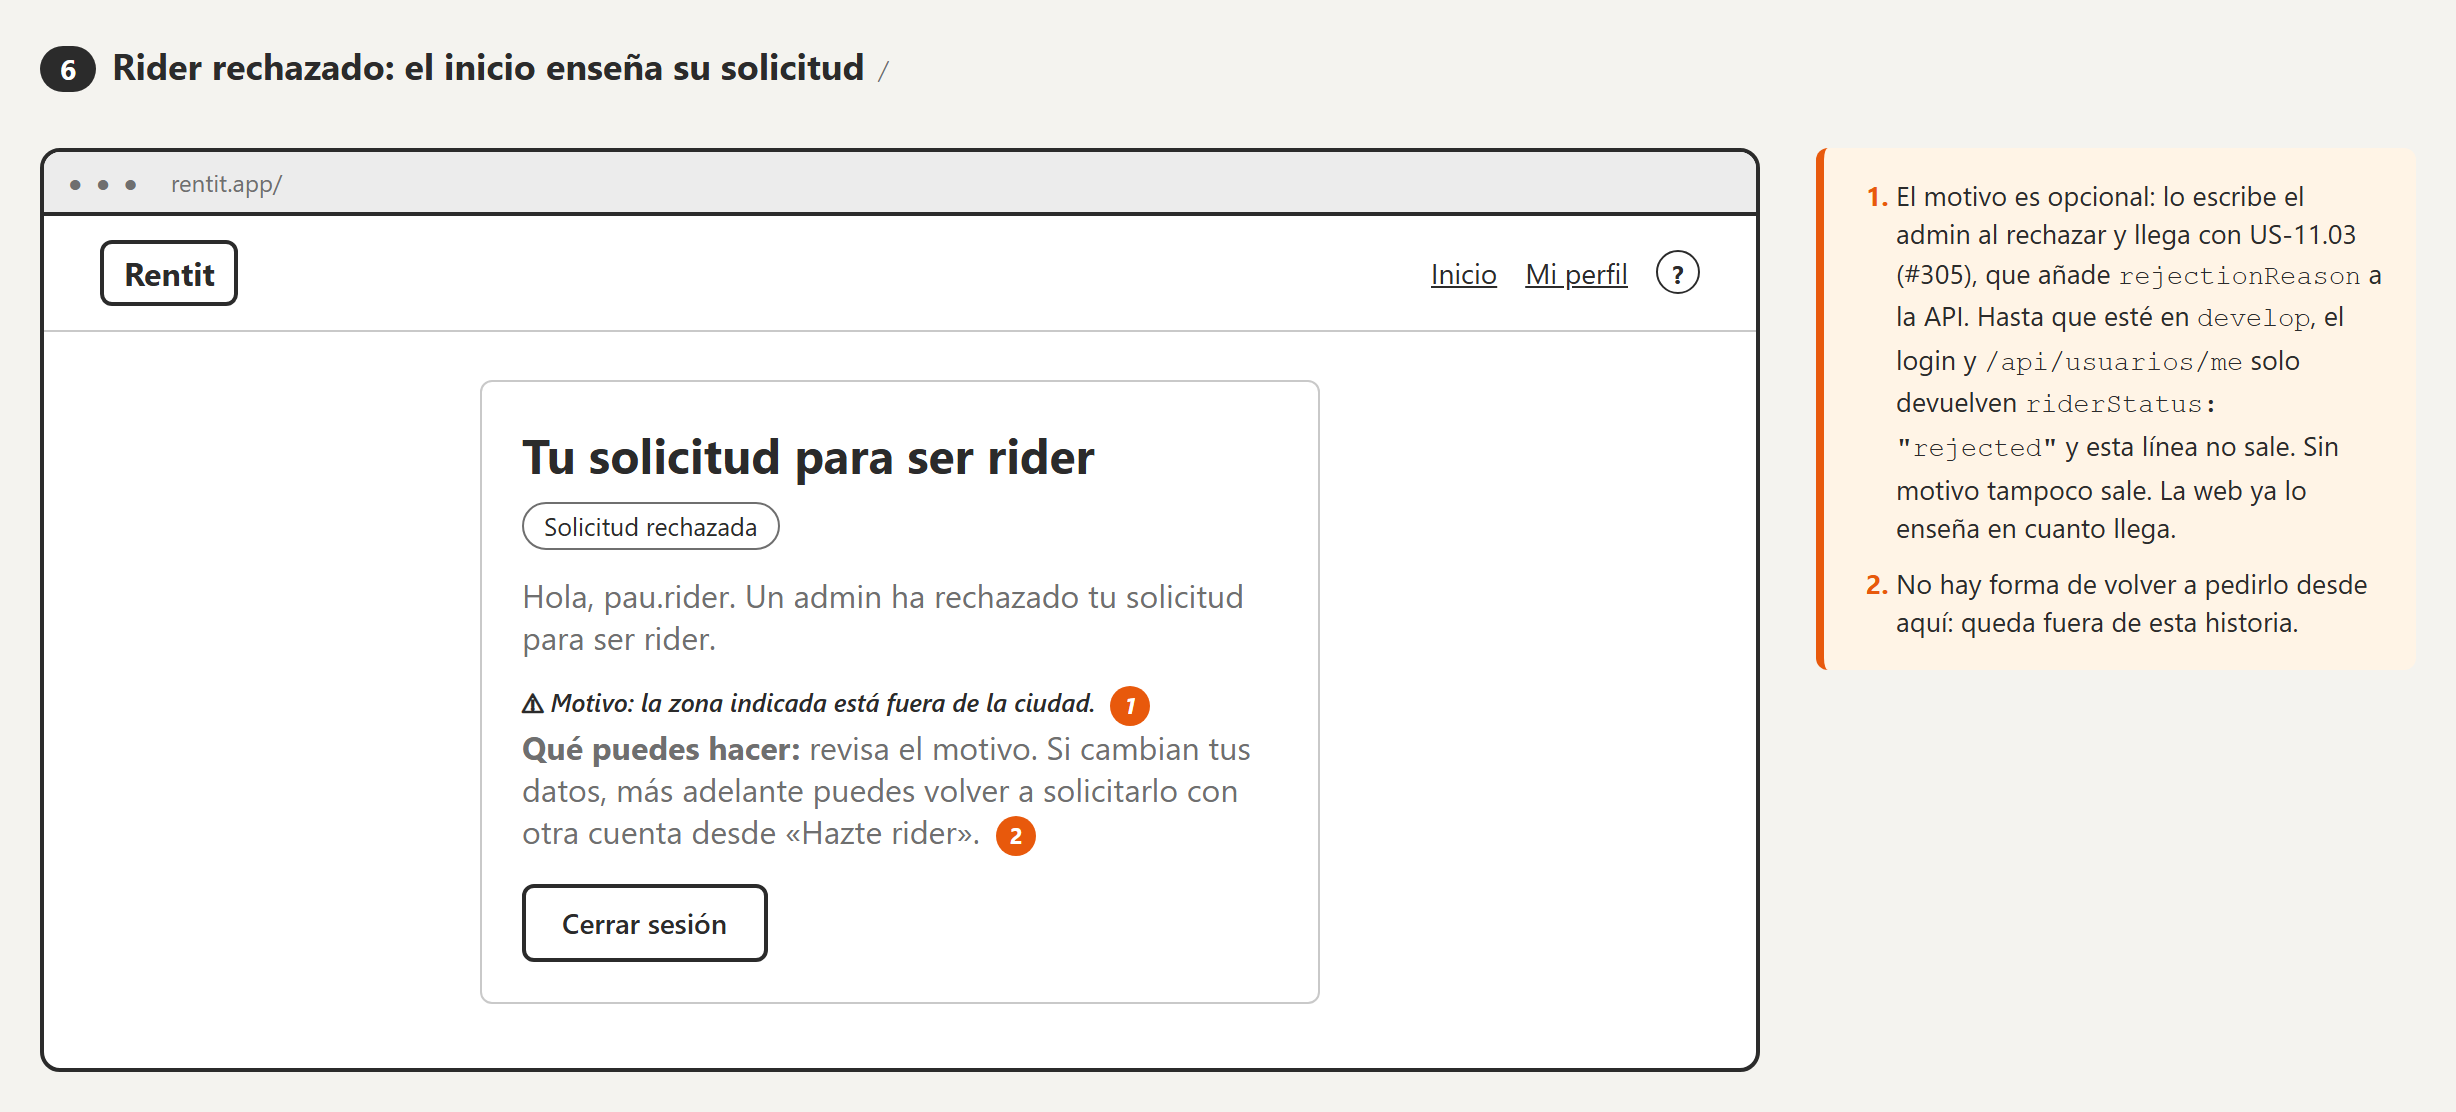 6 Rider rechazado: el inicio enseña su solicitud /
rentit.app/
Rentit
Inicio Mi perfil ?
Tu solicitud para ser rider
Solicitud rechazada
Hola, pau.rider. Un admin ha rechazado tu solicitud
para ser rider.
⚠ Motivo: la zona indicada está fuera de la ciudad. 1
Qué puedes hacer: revisa el motivo. Si cambian tus
datos, más adelante puedes volver a solicitarlo con
otra cuenta desde «Hazte rider». 2
Cerrar sesión
1. El motivo es opcional: lo escribe el
admin al rechazar y llega con US-11.03
(#305), que añade rejectionReason a
la API. Hasta que esté en develop, el
login y /api/usuarios/me solo
devuelven riderStatus:
"rejected" y esta línea no sale. Sin
motivo tampoco sale. La web ya lo
enseña en cuanto llega.
2. No hay forma de volver a pedirlo desde
aquí: queda fuera de esta historia.